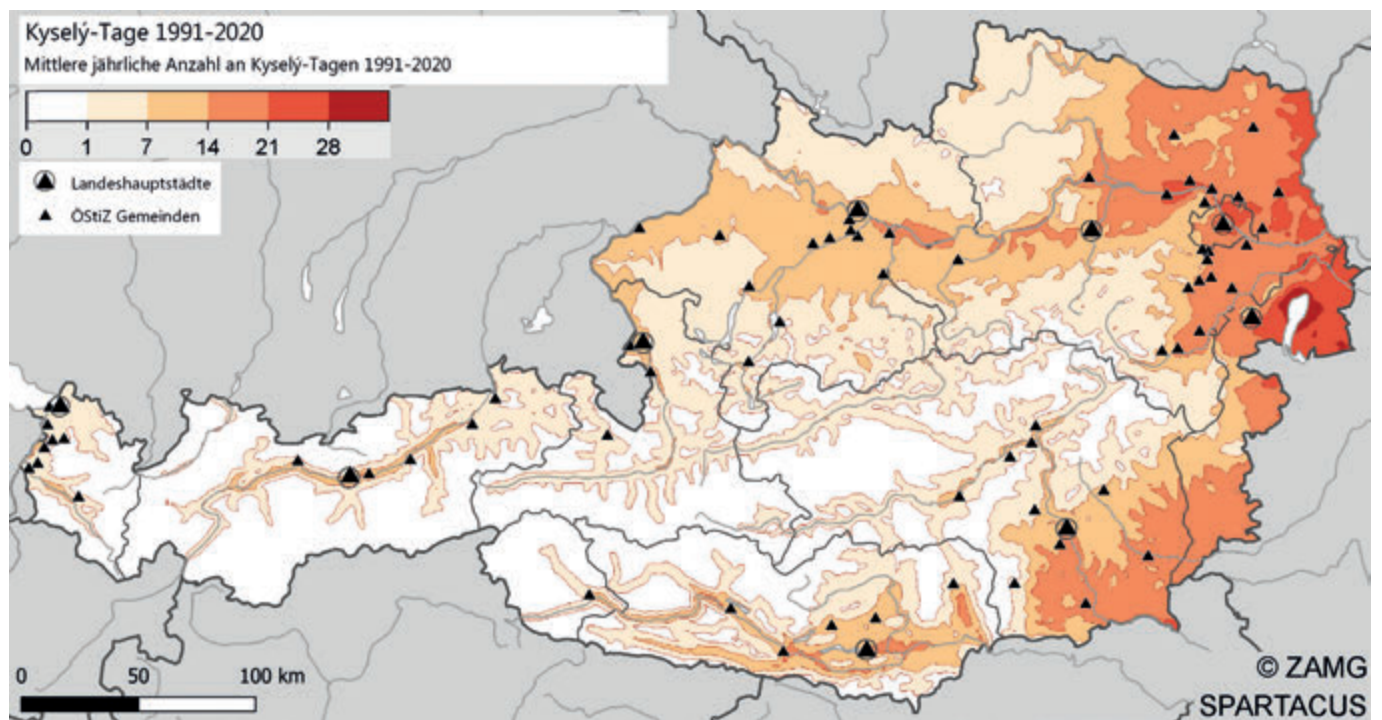 Kyselý-Tage 1991-2020
Mittlere jährliche Anzahl an Kyselý-Tagen 1991-2020
0 1 7 14 21 28
Landeshauptstädte
ÖStiZ Gemeinden
0 50 100 km
© ZAMG
SPARTACUS